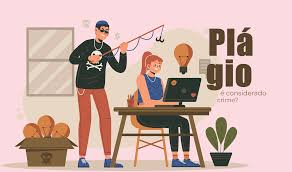 Plá
gio
é considerado
crime?